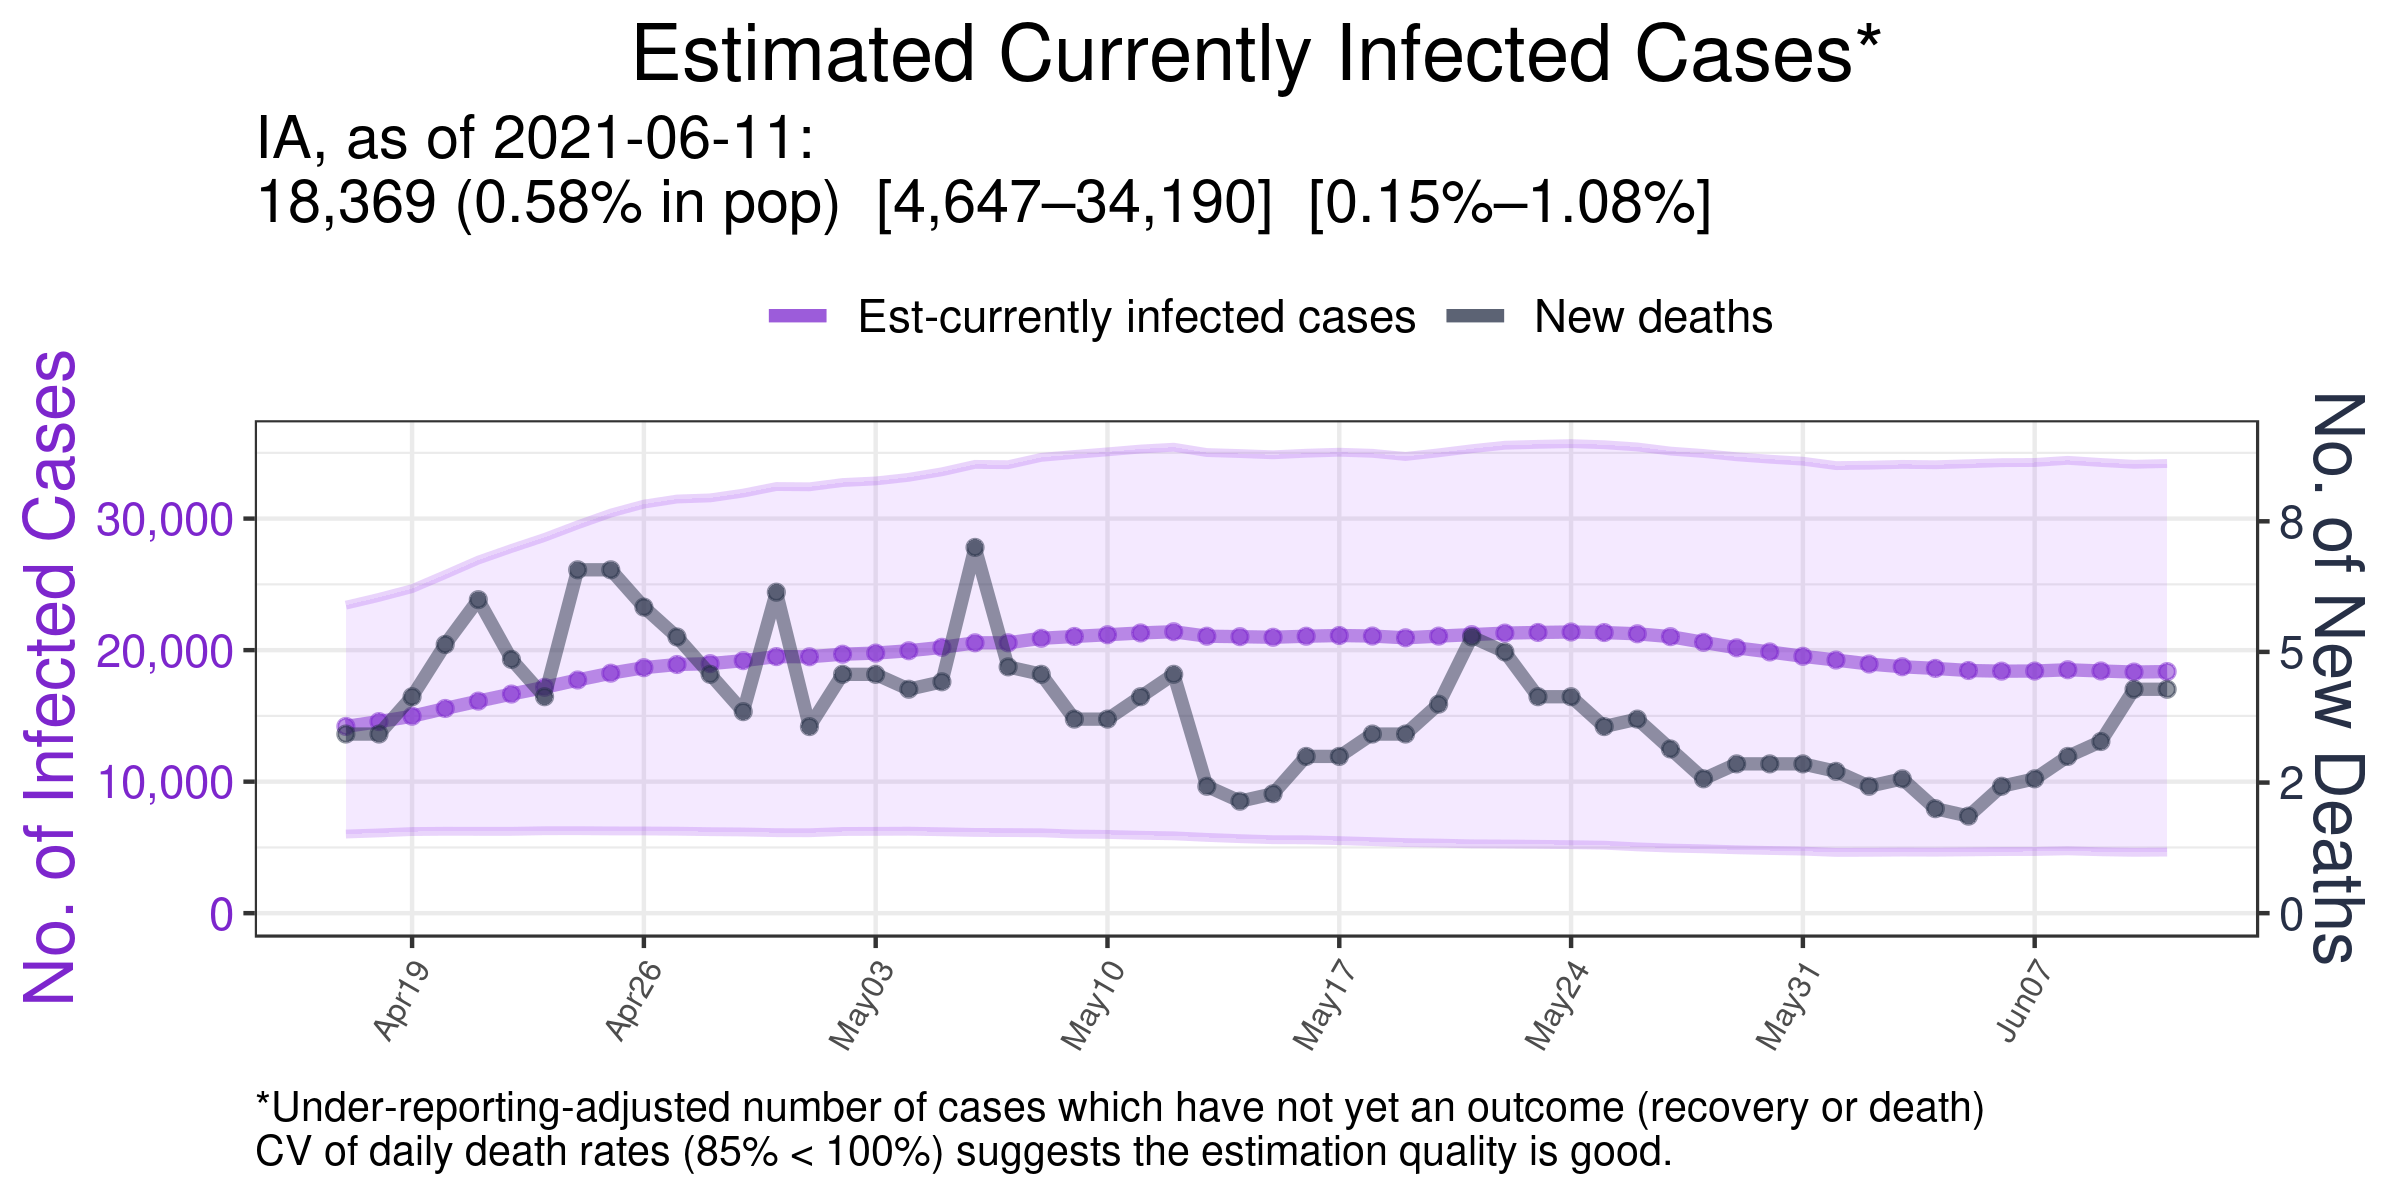 Estimated Currently Infected Cases*
IA, as of 2021-06-11:
18,369 (0.58% in pop)  [4,647–34,190]  [0.15%–1.08%]
Est-currently infected cases
New deaths
No. of Infected Cases
30,000
20,000
10,000
0
8
5
2
0
No. of New Deaths
Apr19
Apr26
May03
May10
May17
May24
May31
Jun07
*Under-reporting-adjusted number of cases which have not yet an outcome (recovery or death)
CV of daily death rates (85% < 100%) suggests the estimation quality is good.